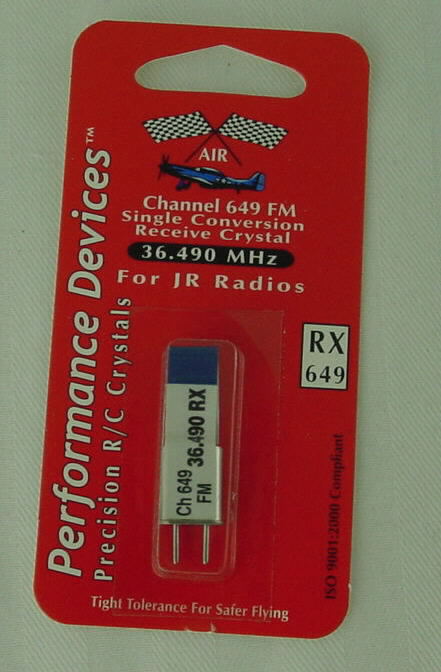 Performance Devices™
Precision R/C Crystals
AIR
Channel 649 FM
Single Conversion
Receive Crystal
36.490 MHz
For JR Radios
RX
649
Ch 649 36.490 RX
FM
ISO 9001:2000 Compliant
Tight Tolerance For Safer Flying